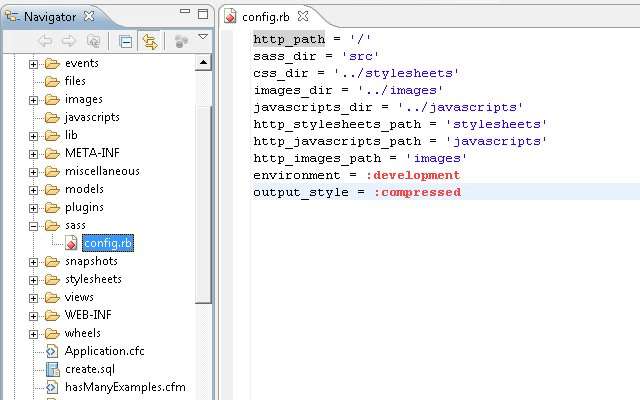 Navigator
config.rb
events
files
images
javascripts
lib
META-INF
miscellaneous
models
plugins
sass
config.rb
snapshots
stylesheets
views
WEB-INF
wheels
Application.cfc
create.sql
hasManyExamples.cfm
http_path = '/'
sass_dir = 'src'
css_dir = '../stylesheets'
images_dir = '../images'
javascripts_dir = '../javascripts'
http_stylesheets_path = 'stylesheets'
http_javascripts_path = 'javascripts'
http_images_path = 'images'
environment = :development
output_style = :compressed